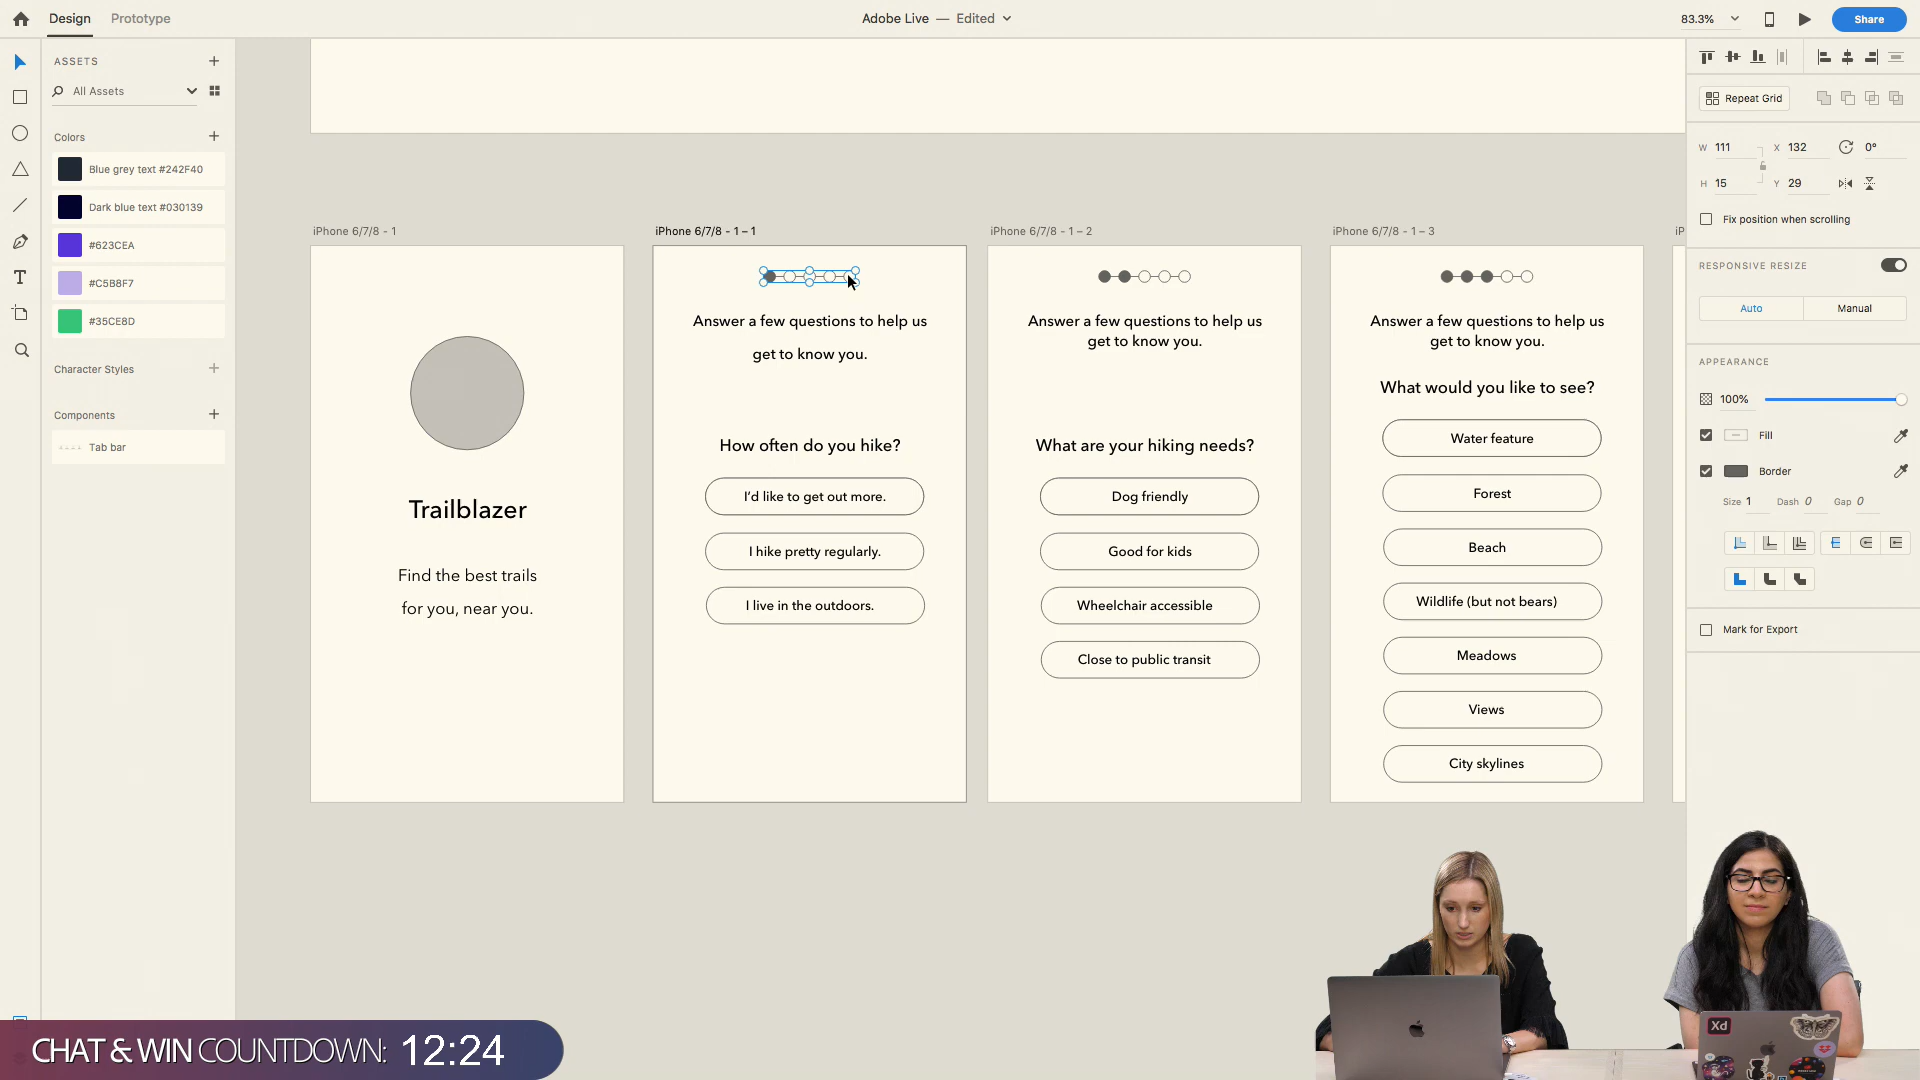 Design
Prototype
Adobe Live — Edited
83.3%
Share
ASSETS
All Assets
Colors
Blue grey text #242F40
Dark blue text #030139
#623CEA
#C5B8F7
#35CE8D
Character Styles
Components
Tab bar
iPhone 6/7/8 - 1
Trailblazer
Find the best trails
for you, near you.
iPhone 6/7/8 - 1 – 1
Answer a few questions to help us
get to know you.
How often do you hike?
I'd like to get out more.
I hike pretty regularly.
I live in the outdoors.
iPhone 6/7/8 - 1 – 2
Answer a few questions to help us
get to know you.
What are your hiking needs?
Dog friendly
Good for kids
Wheelchair accessible
Close to public transit
iPhone 6/7/8 - 1 – 3
Answer a few questions to help us
get to know you.
What would you like to see?
Water feature
Forest
Beach
Wildlife (but not bears)
Meadows
Views
City skylines
iP
Repeat Grid
W 111 X 132 0°
H 15 Y 29
Fix position when scrolling
RESPONSIVE RESIZE
Auto Manual
APPEARANCE
100%
Fill
Border
Size 1 Dash 0 Gap 0
Mark for Export
Xd
CHAT & WIN COUNTDOWN: 12:24